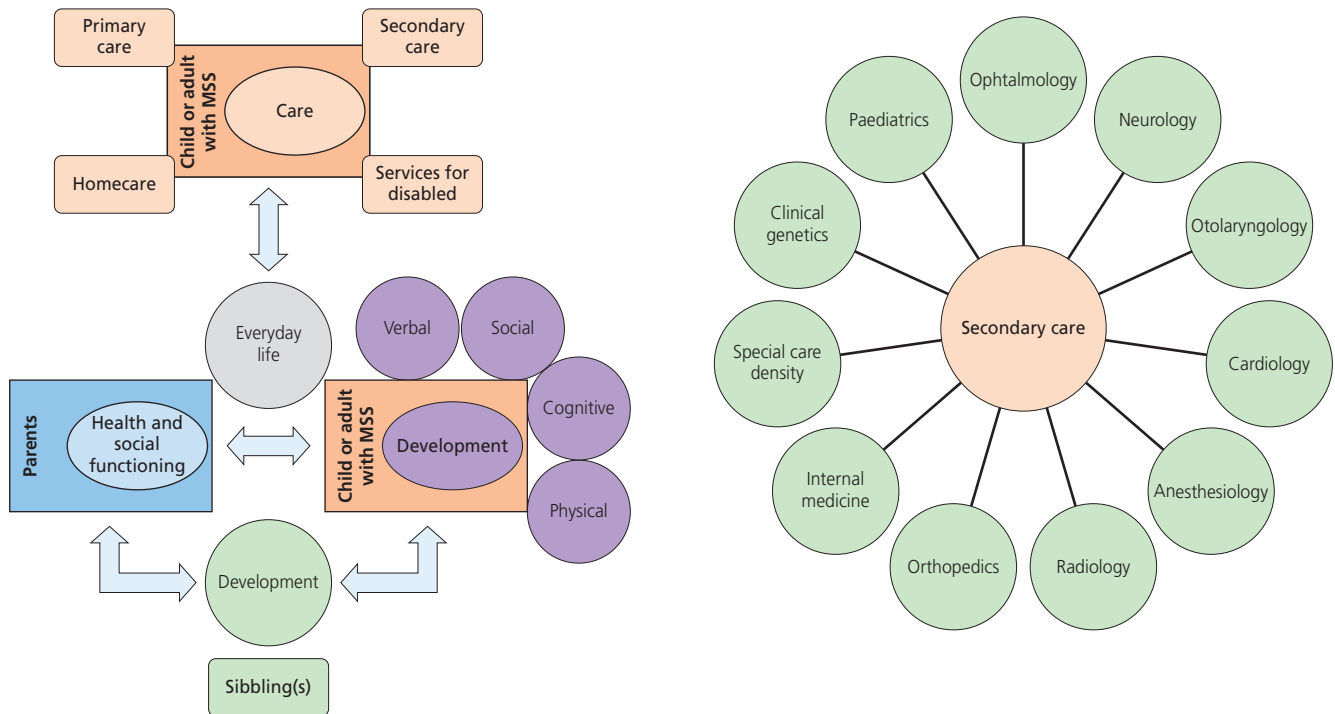 Primary
care
Secondary
care
Child or adult
with MSS
Care
Homecare
Services for
disabled
Everyday
life
Verbal
Social
Cognitive
Physical
Parents
Health and
social
functioning
Child or adult
with MSS
Development
Development
Sibbling(s)
Ophtalmology
Paediatrics
Neurology
Clinical
genetics
Otolaryngology
Secondary care
Special care
density
Cardiology
Internal
medicine
Anesthesiology
Orthopedics
Radiology